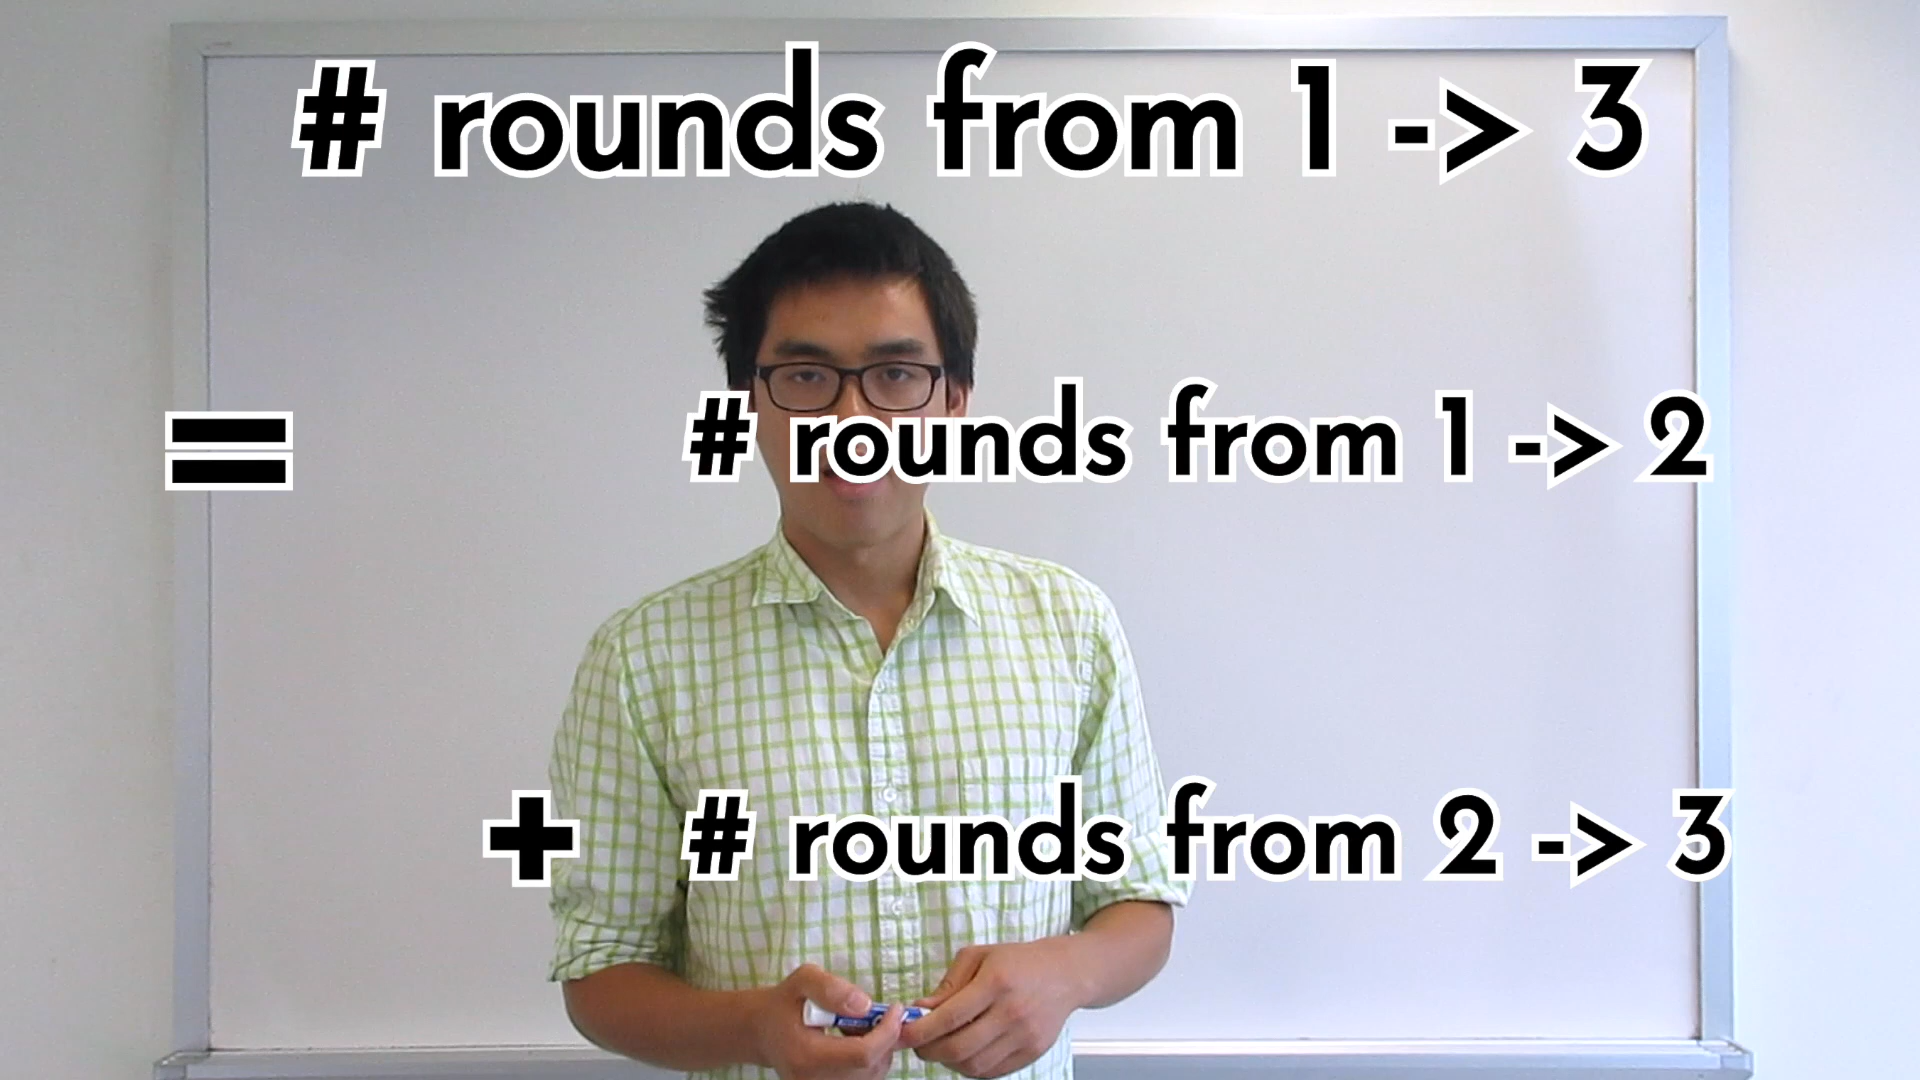 # rounds from 1 -> 3
= # rounds from 1 -> 2
+ # rounds from 2 -> 3